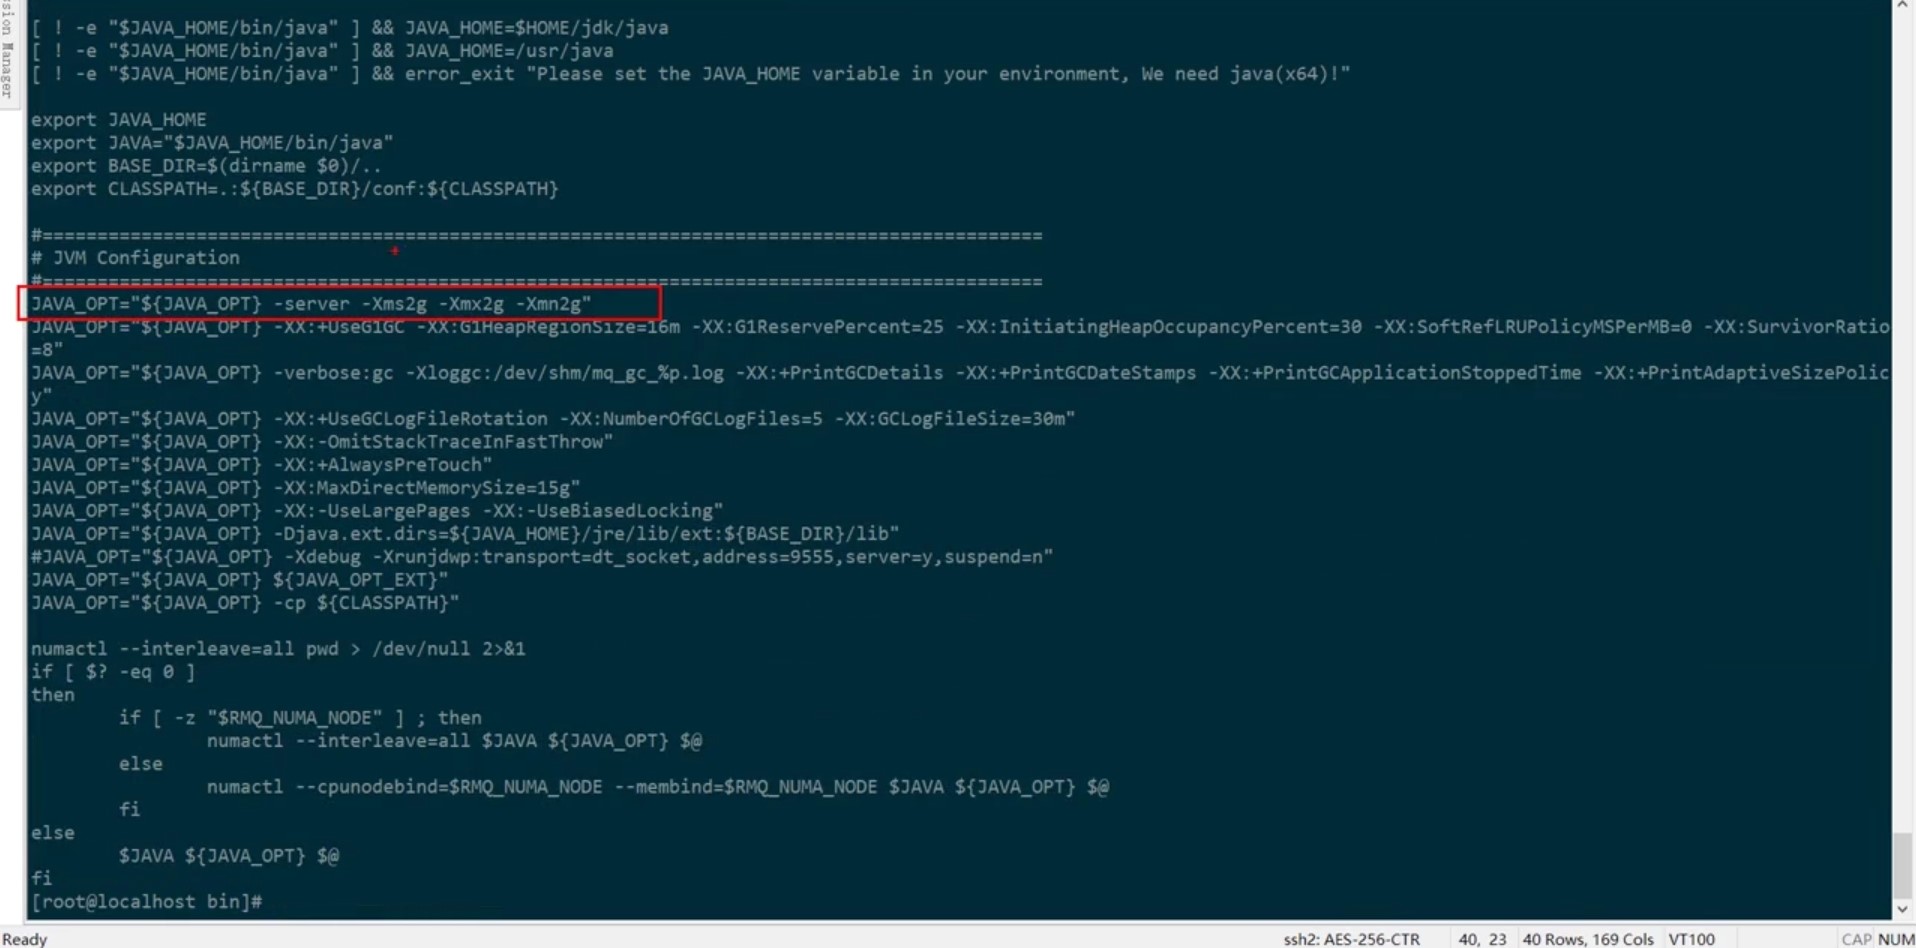 ssion Manager
[ ! -e "$JAVA_HOME/bin/java" ] && JAVA_HOME=$HOME/jdk/java
[ ! -e "$JAVA_HOME/bin/java" ] && JAVA_HOME=/usr/java
[ ! -e "$JAVA_HOME/bin/java" ] && error_exit "Please set the JAVA_HOME variable in your environment, We need java(x64)!"
export JAVA_HOME
export JAVA="$JAVA_HOME/bin/java"
export BASE_DIR=$(dirname $0)/..
export CLASSPATH=.:${BASE_DIR}/conf:${CLASSPATH}
#===========================================================================================
# JVM Configuration
#===========================================================================================
JAVA_OPT="${JAVA_OPT} -server -Xms2g -Xmx2g -Xmn2g"
JAVA_OPT="${JAVA_OPT} -XX:+UseG1GC -XX:G1HeapRegionSize=16m -XX:G1ReservePercent=25 -XX:InitiatingHeapOccupancyPercent=30 -XX:SoftRefLRUPolicyMSPerMB=0 -XX:SurvivorRatio
=8"
JAVA_OPT="${JAVA_OPT} -verbose:gc -Xloggc:/dev/shm/mq_gc_%p.log -XX:+PrintGCDetails -XX:+PrintGCDateStamps -XX:+PrintGCApplicationStoppedTime -XX:+PrintAdaptiveSizePolic
y"
JAVA_OPT="${JAVA_OPT} -XX:+UseGCLogFileRotation -XX:NumberOfGCLogFiles=5 -XX:GCLogFileSize=30m"
JAVA_OPT="${JAVA_OPT} -XX:-OmitStackTraceInFastThrow"
JAVA_OPT="${JAVA_OPT} -XX:+AlwaysPreTouch"
JAVA_OPT="${JAVA_OPT} -XX:MaxDirectMemorySize=15g"
JAVA_OPT="${JAVA_OPT} -XX:-UseLargePages -XX:-UseBiasedLocking"
JAVA_OPT="${JAVA_OPT} -Djava.ext.dirs=${JAVA_HOME}/jre/lib/ext:${BASE_DIR}/lib"
#JAVA_OPT="${JAVA_OPT} -Xdebug -Xrunjdwp:transport=dt_socket,address=9555,server=y,suspend=n"
JAVA_OPT="${JAVA_OPT} ${JAVA_OPT_EXT}"
JAVA_OPT="${JAVA_OPT} -cp ${CLASSPATH}"
numactl --interleave=all pwd > /dev/null 2>&1
if [ $? -eq 0 ]
then
        if [ -z "$RMQ_NUMA_NODE" ] ; then
                numactl --interleave=all $JAVA ${JAVA_OPT} $@
        else
                numactl --cpunodebind=$RMQ_NUMA_NODE --membind=$RMQ_NUMA_NODE $JAVA ${JAVA_OPT} $@
        fi
else
        $JAVA ${JAVA_OPT} $@
fi
[root@localhost bin]#
Ready ssh2: AES-256-CTR 40, 23 40 Rows, 169 Cols VT100 CAP NUM